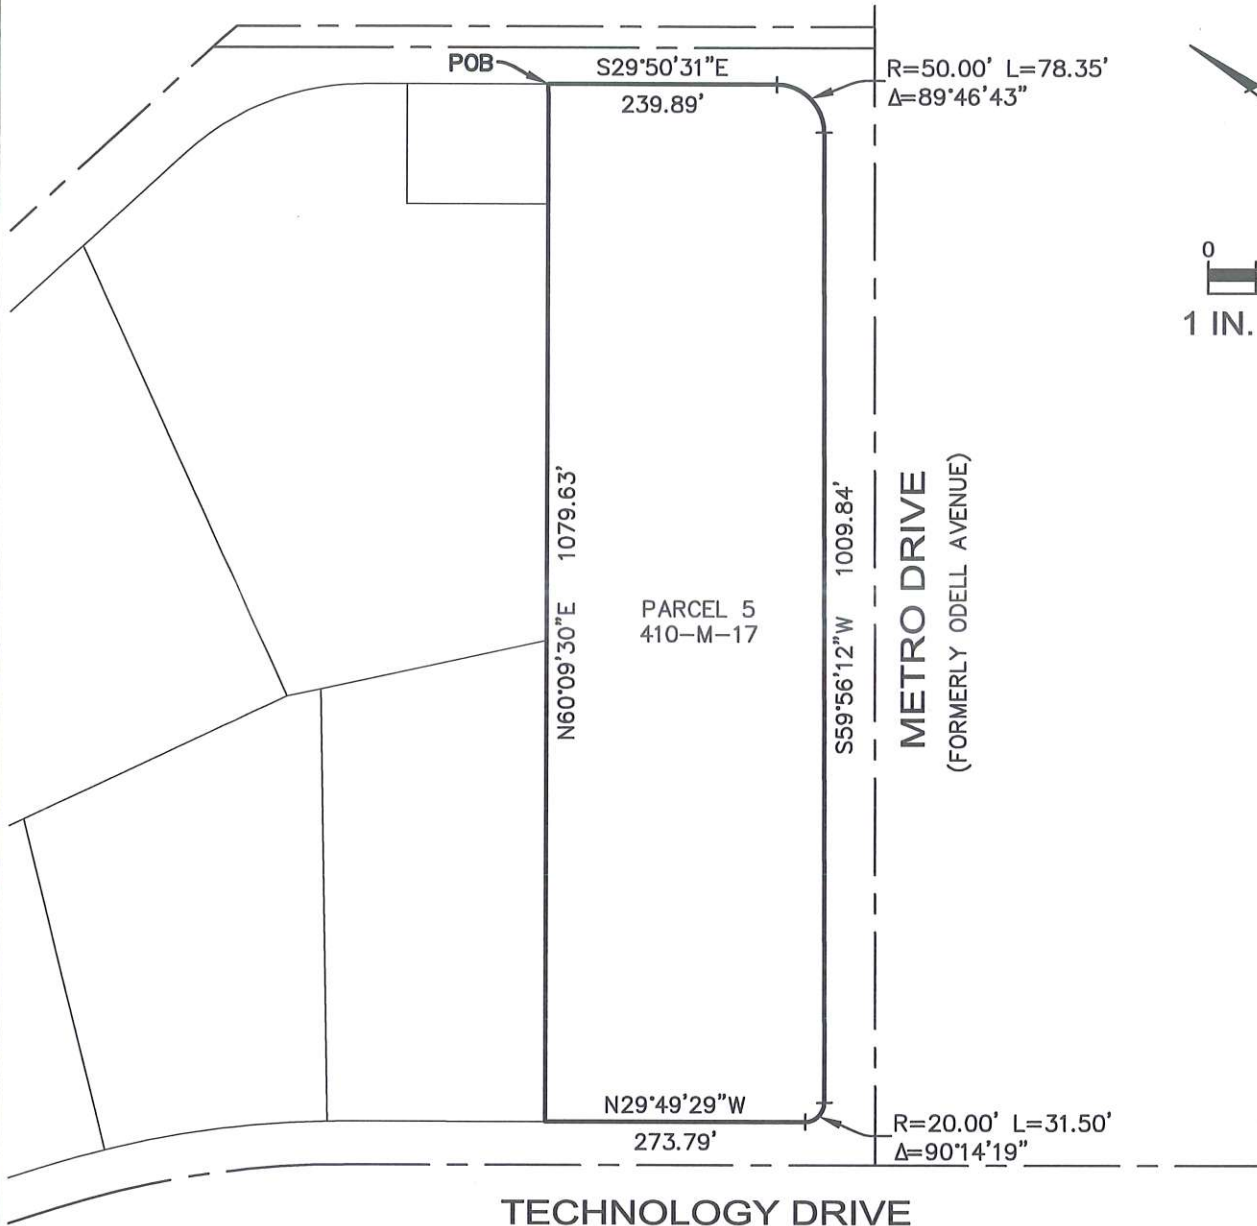 POB
S29°50'31"E
239.89'
R=50.00' L=78.35'
Δ=89°46'43"
0
1 IN.
N60°09'30"E 1079.63'
PARCEL 5
410-M-17
S59°56'12"W 1009.84'
METRO DRIVE
(FORMERLY ODELL AVENUE)
N29°49'29"W
273.79'
R=20.00' L=31.50'
Δ=90°14'19"
TECHNOLOGY DRIVE